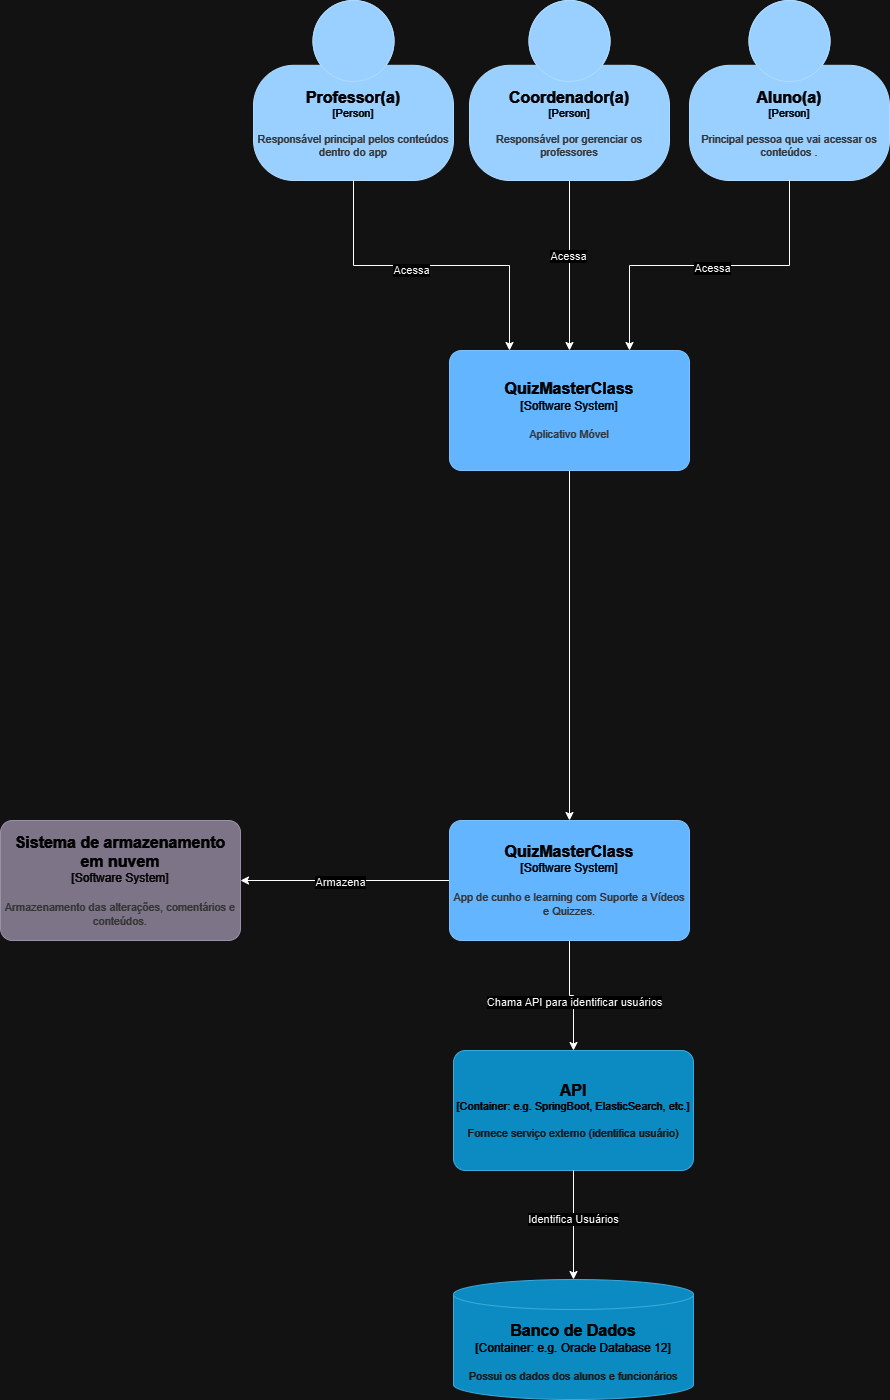 Professor(a)
[Person]
Responsável principal pelos conteúdos
dentro do app
Coordenador(a)
[Person]
Responsável por gerenciar os
professores
Aluno(a)
[Person]
Principal pessoa que vai acessar os
conteúdos .
Acessa
Acessa
Acessa
QuizMasterClass
[Software System]
Aplicativo Móvel
Sistema de armazenamento
em nuvem
[Software System]
Armazenamento das alterações, comentários e
conteúdos.
Armazena
QuizMasterClass
[Software System]
App de cunho e learning com Suporte a Vídeos
e Quizzes.
Chama API para identificar usuários
API
[Container: e.g. SpringBoot, ElasticSearch, etc.]
Fornece serviço externo (identifica usuário)
Identifica Usuários
Banco de Dados
[Container: e.g. Oracle Database 12]
Possui os dados dos alunos e funcionários